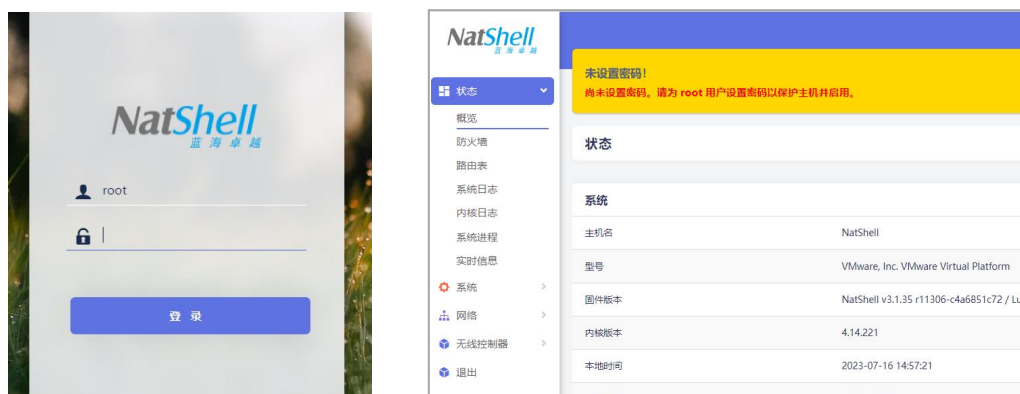 NatShell
蓝海卓越
root
登 录
NatShell
蓝海卓越
未设置密码！
尚未设置密码。请为 root 用户设置密码以保护主机并启用。
状态
概览
防火墙
路由表
系统日志
内核日志
系统进程
实时信息
系统
网络
无线控制器
退出
状态
系统
主机名 NatShell
型号 VMware, Inc. VMware Virtual Platform
固件版本 NatShell v3.1.35 r11306-c4a6851c72 / Lu
内核版本 4.14.221
本地时间 2023-07-16 14:57:21